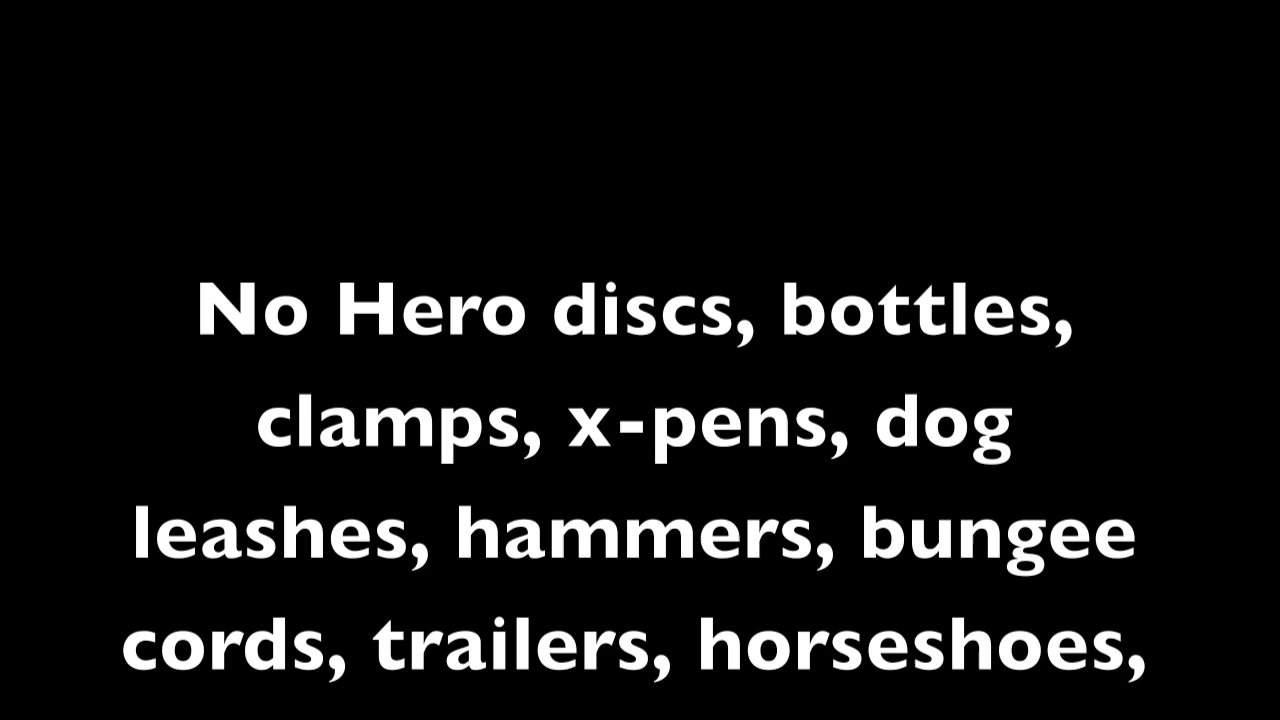 No Hero discs, bottles,
clamps, x-pens, dog
leashes, hammers, bungee
cords, trailers, horseshoes,